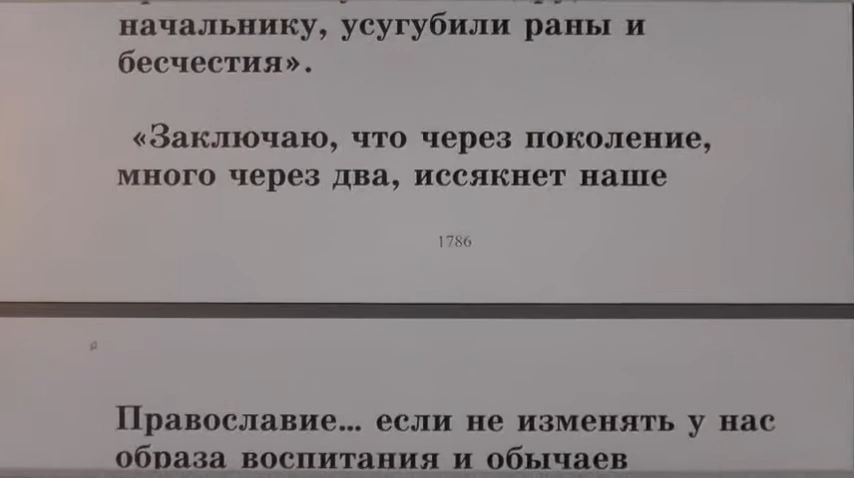 начальнику, усугубили раны и
бесчестия».
«Заключаю, что через поколение,
много через два, иссякнет наше
1786
Православие... если не изменять у нас
образа воспитания и обычаев